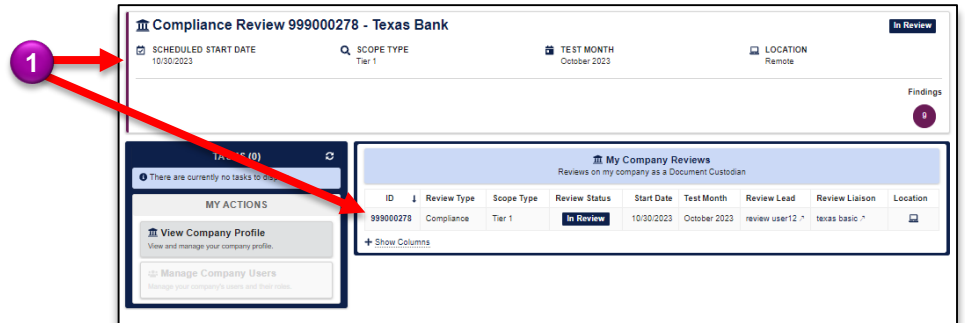 Compliance Review 999000278 - Texas Bank
In Review
SCHEDULED START DATE
10/30/2023
SCOPE TYPE
Tier 1
TEST MONTH
October 2023
LOCATION
Remote
1
Findings
9
TASKS (0)
There are currently no tasks to
MY ACTIONS
View Company Profile
View and manage your company profile.
Manage Company Users
Manage your company's users and their roles.
My Company Reviews
Reviews on my company as a Document Custodian
ID ↓ Review Type Scope Type Review Status Start Date Test Month Review Lead Review Liaison Location
999000278 Compliance Tier 1 In Review 10/30/2023 October 2023 review user12 texas basic
+ Show Columns